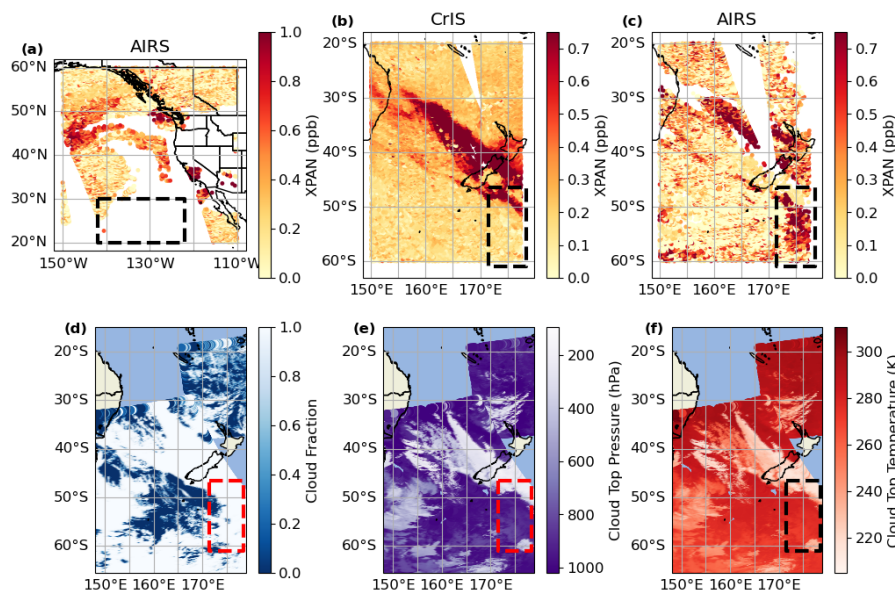 (a)
AIRS
60°N
50°N
40°N
30°N
20°N
150°W
130°W
110°W
1.0
0.8
0.6
0.4
0.2
0.0
XPAN (ppb)
(b)
CrIS
20°S
30°S
40°S
50°S
60°S
150°E
160°E
170°E
0.7
0.6
0.5
0.4
0.3
0.2
0.1
0.0
XPAN (ppb)
(c)
AIRS
20°S
30°S
40°S
50°S
60°S
150°E
160°E
170°E
0.7
0.6
0.5
0.4
0.3
0.2
0.1
0.0
XPAN (ppb)
(d)
20°S
30°S
40°S
50°S
60°S
150°E
160°E
170°E
1.0
0.8
0.6
0.4
0.2
0.0
Cloud Fraction
(e)
20°S
30°S
40°S
50°S
60°S
150°E
160°E
170°E
200
400
600
800
1000
Cloud Top Pressure (hPa)
(f)
20°S
30°S
40°S
50°S
60°S
150°E
160°E
170°E
300
280
260
240
220
Cloud Top Temperature (K)